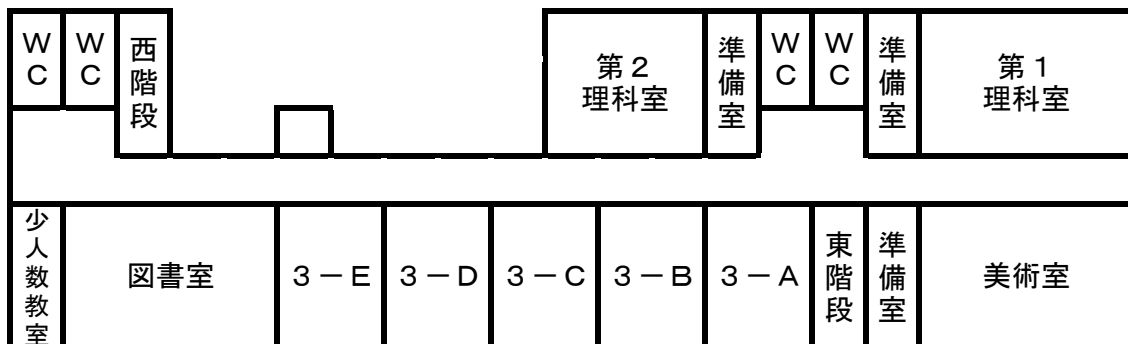 WC
WC
西階段
第2
理科室
準備室
WC
WC
準備室
第1
理科室
少人数教室
図書室
3－E
3－D
3－C
3－B
3－A
東階段
準備室
美術室